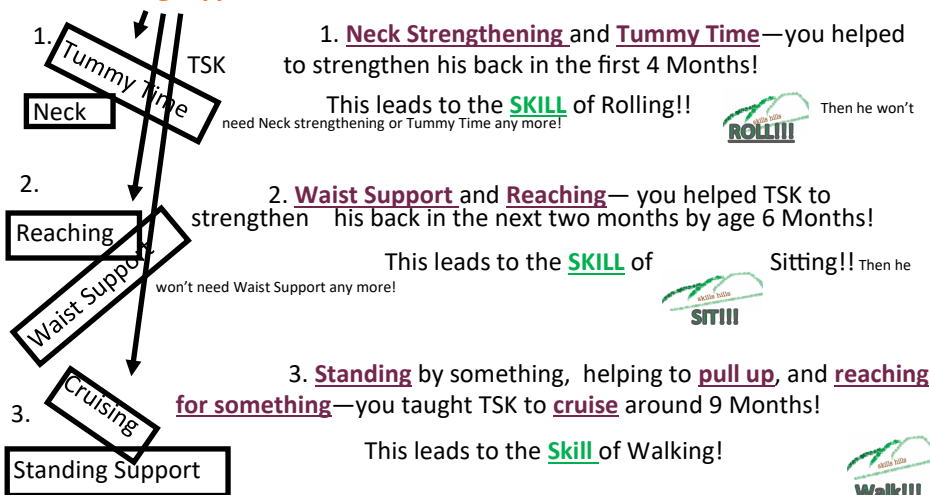 1.
Tummy Time
TSK
Neck
1. Neck Strengthening and Tummy Time—you helped
to strengthen his back in the first 4 Months!
This leads to the SKILL of Rolling!!
skills hills
ROLL!!!
Then he won't
need Neck strengthening or Tummy Time any more!
2.
Reaching
Waist Support
2. Waist Support and Reaching— you helped TSK to
strengthen his back in the next two months by age 6 Months!
This leads to the SKILL of
skills hills
SIT!!!
Sitting!! Then he
won't need Waist Support any more!
3.
Cruising
Standing Support
3. Standing by something, helping to pull up, and reaching
for something—you taught TSK to cruise around 9 Months!
This leads to the Skill of Walking!
skills hills
Walk!!!